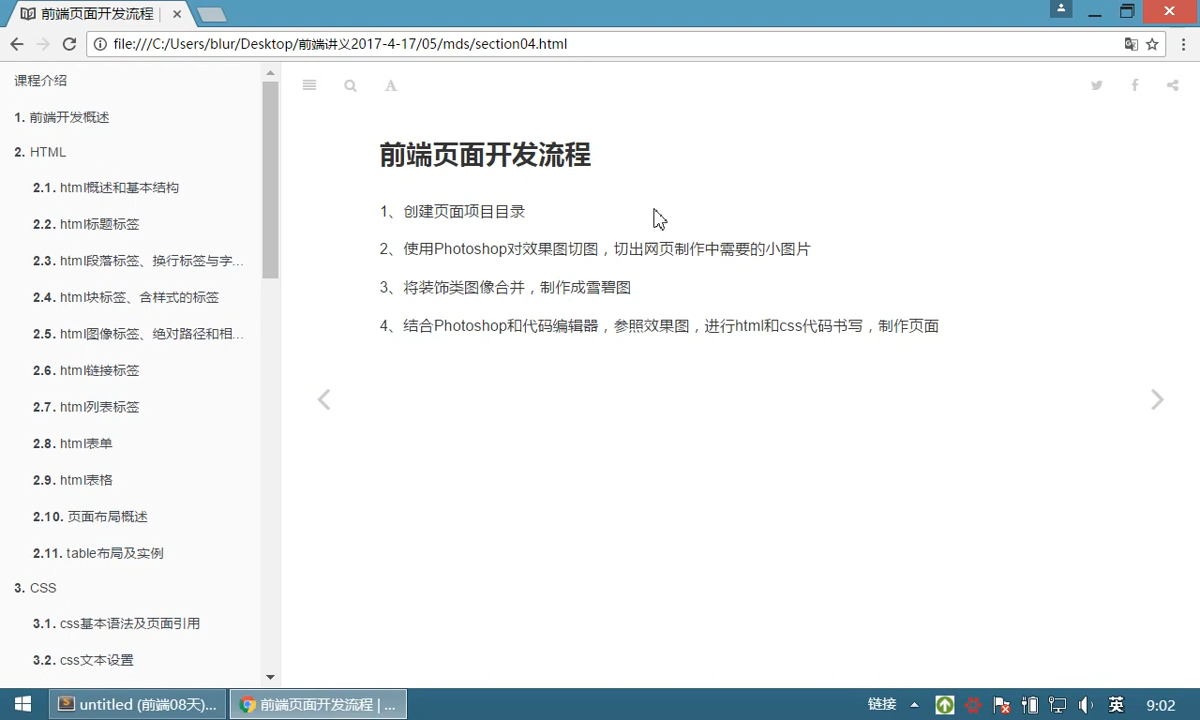 前端页面开发流程
file:///C:/Users/blur/Desktop/前端讲义2017-4-17/05/mds/section04.html
课程介绍
1. 前端开发概述
2. HTML
2.1. html概述和基本结构
2.2. html标题标签
2.3. html段落标签、换行标签与字...
2.4. html块标签、含样式的标签
2.5. html图像标签、绝对路径和相...
2.6. html链接标签
2.7. html列表标签
2.8. html表单
2.9. html表格
2.10. 页面布局概述
2.11. table布局及实例
3. CSS
3.1. css基本语法及页面引用
3.2. css文本设置
A
前端页面开发流程
1、创建页面项目目录
2、使用Photoshop对效果图切图，切出网页制作中需要的小图片
3、将装饰类图像合并，制作成雪碧图
4、结合Photoshop和代码编辑器，参照效果图，进行html和css代码书写，制作页面
untitled (前端08天)...
前端页面开发流程 | ...
链接
英
9:02